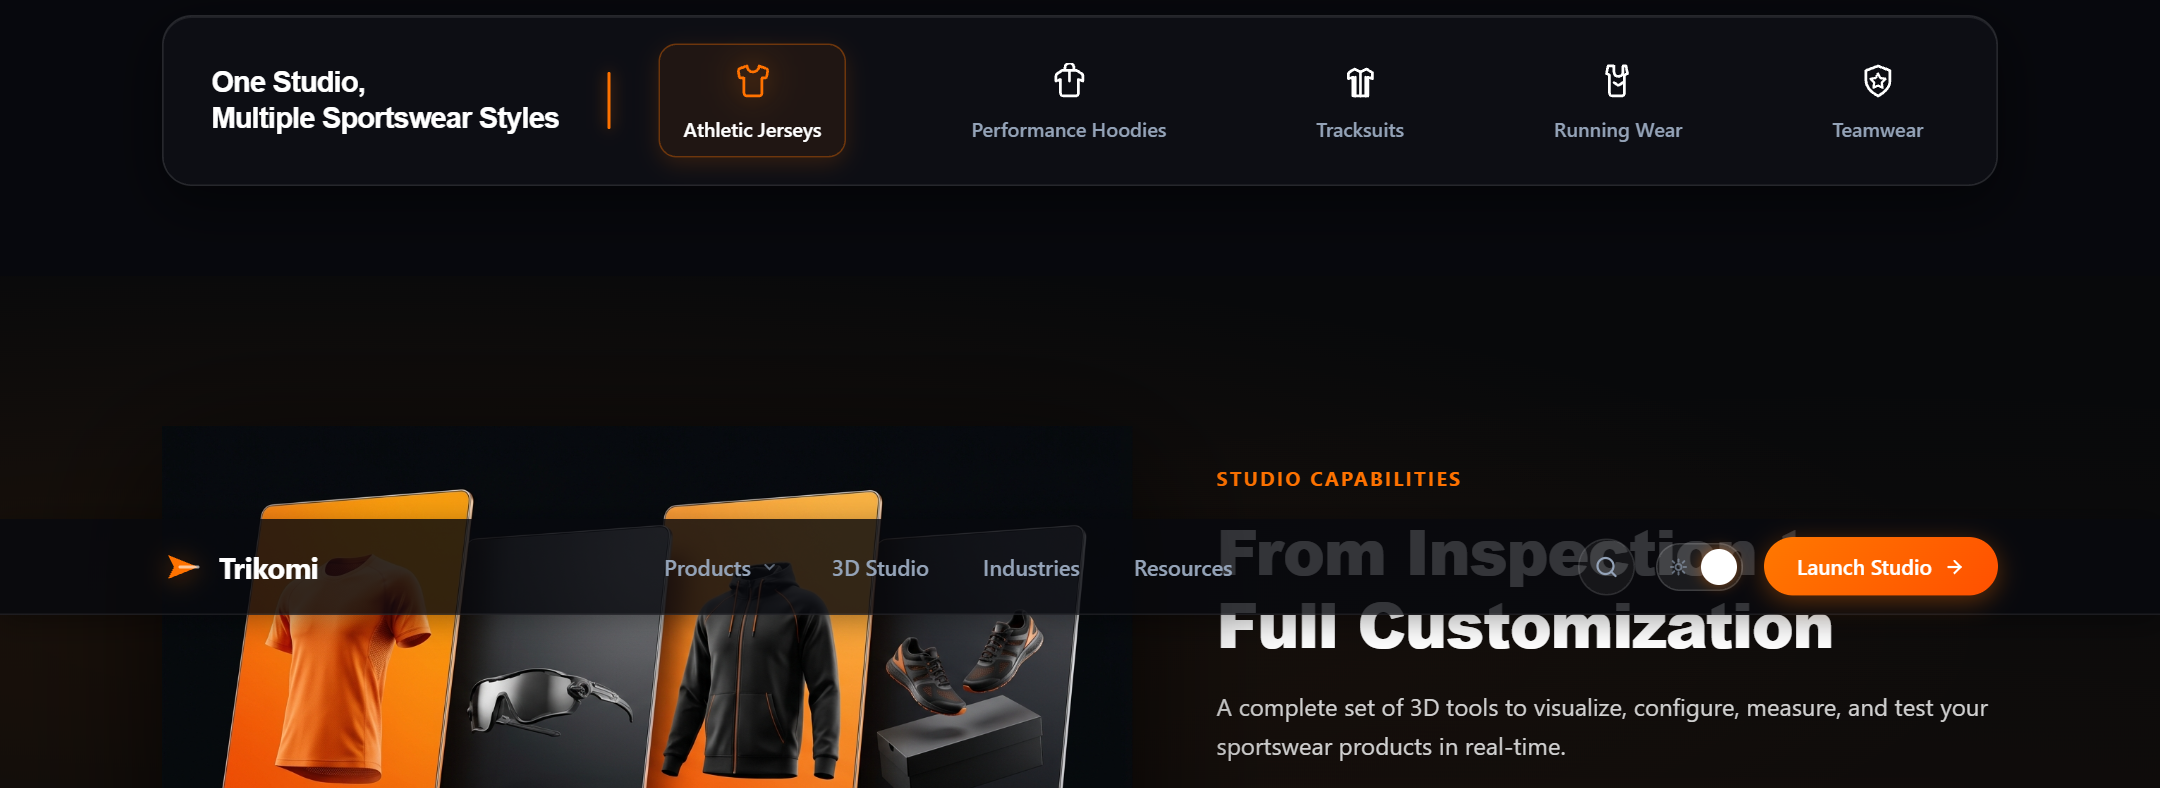 One Studio,
Multiple Sportswear Styles
Athletic Jerseys
Performance Hoodies
Tracksuits
Running Wear
Teamwear
STUDIO CAPABILITIES
From Inspection t
Full Customization
A complete set of 3D tools to visualize, configure, measure, and test your
sportswear products in real-time.
Trikomi
Products
3D Studio
Industries
Resources
Launch Studio →